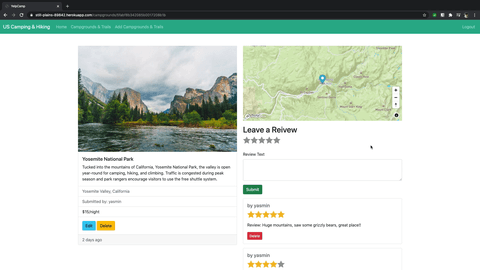 YelpCamp
still-plains-89842.herokuapp.com
US Camping & Hiking Home Campgrounds & Trails Add Campgrounds & Trails Logout
Yosemite National Park
Tucked into the mountains of California, Yosemite National Park, the valley is open
year-round for camping, hiking, and climbing. Traffic is congested during peak
season and park rangers encourage visitors to use the free shuttle system.
Yosemite Valley, California
Submitted by: yasmin
$15/night
Edit Delete
2 days ago
Leave a Reivew
Review Text
Submit
by yasmin
Review: Huge mountains, saw some grizzly bears, great place!!
Delete
by yasmin